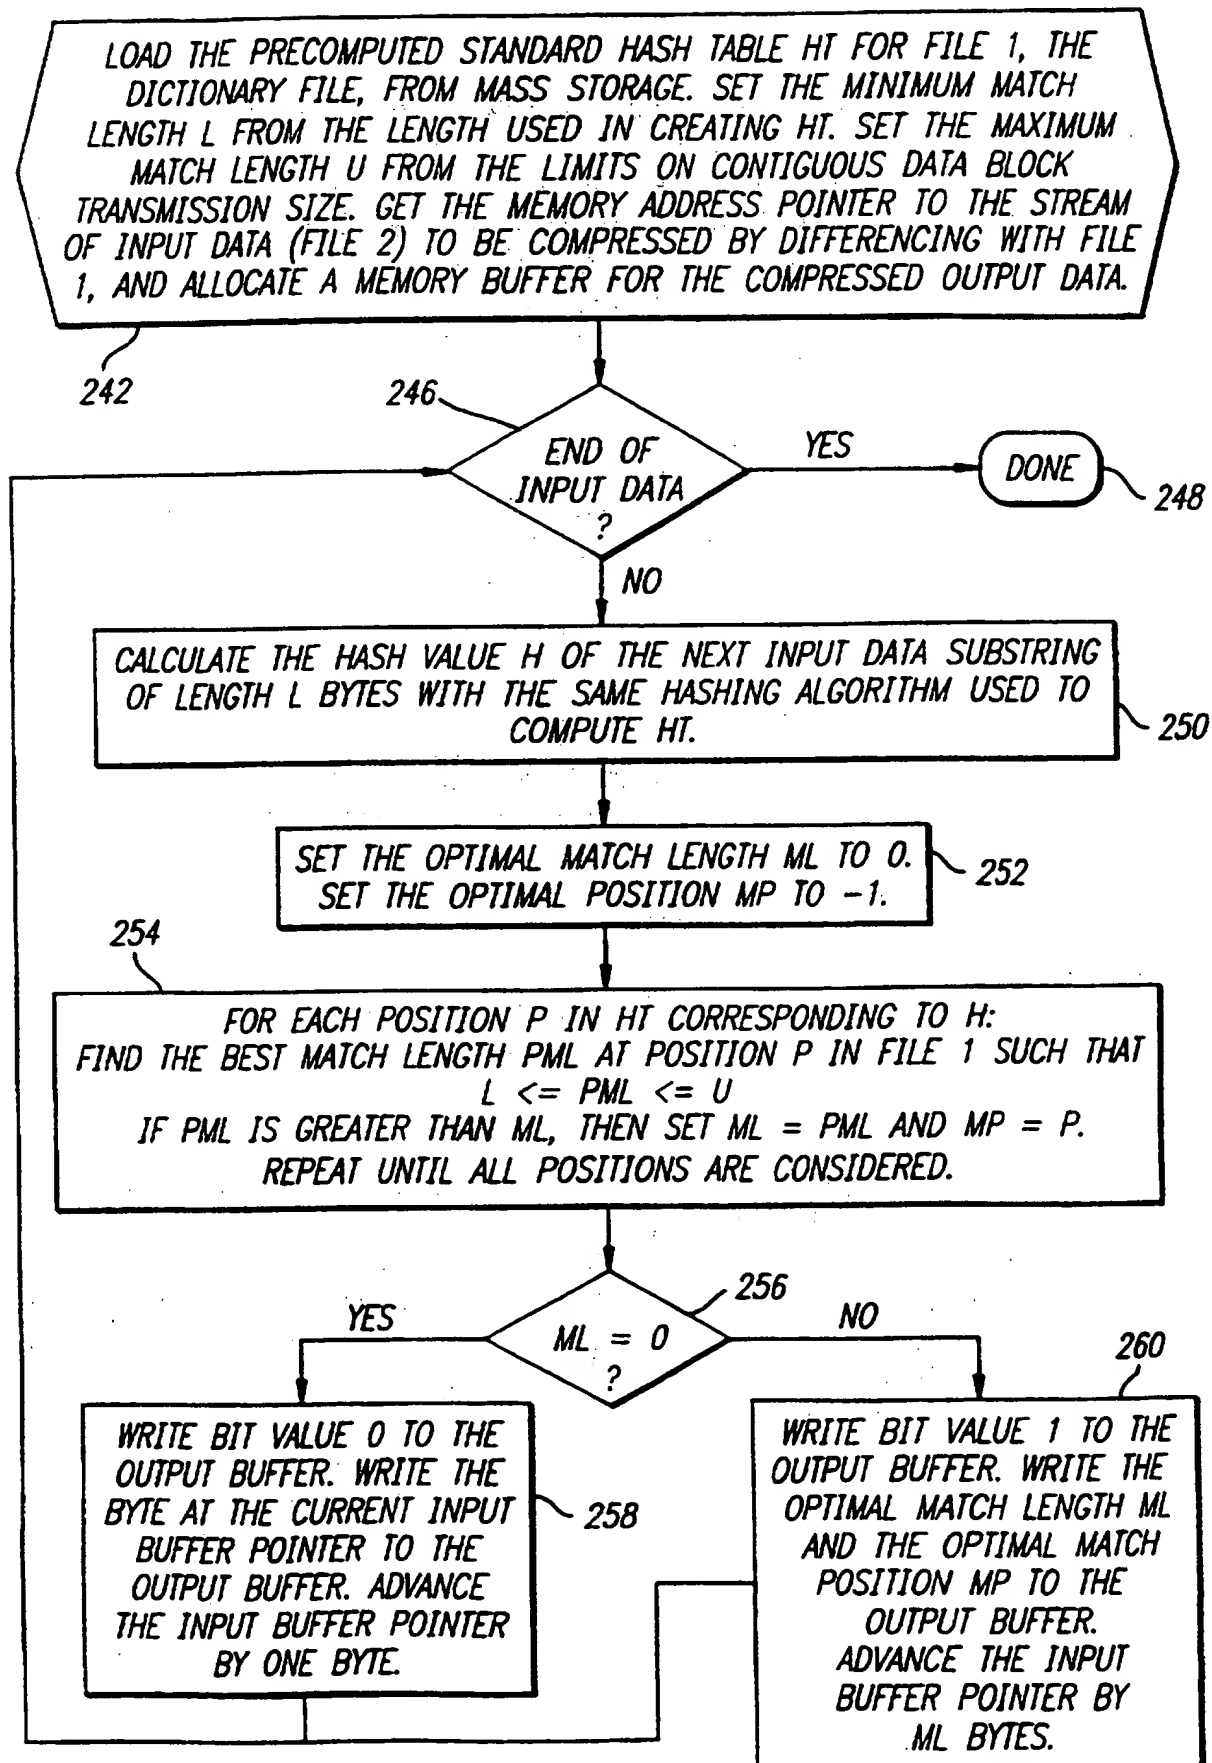 LOAD THE PRECOMPUTED STANDARD HASH TABLE HT FOR FILE 1, THE
DICTIONARY FILE, FROM MASS STORAGE. SET THE MINIMUM MATCH
LENGTH L FROM THE LENGTH USED IN CREATING HT. SET THE MAXIMUM
MATCH LENGTH U FROM THE LIMITS ON CONTIGUOUS DATA BLOCK
TRANSMISSION SIZE. GET THE MEMORY ADDRESS POINTER TO THE STREAM
OF INPUT DATA (FILE 2) TO BE COMPRESSED BY DIFFERENCING WITH FILE
1, AND ALLOCATE A MEMORY BUFFER FOR THE COMPRESSED OUTPUT DATA.
242
246
END OF
INPUT DATA
?
YES
DONE
248
NO
CALCULATE THE HASH VALUE H OF THE NEXT INPUT DATA SUBSTRING
OF LENGTH L BYTES WITH THE SAME HASHING ALGORITHM USED TO
COMPUTE HT.
250
SET THE OPTIMAL MATCH LENGTH ML TO 0.
SET THE OPTIMAL POSITION MP TO -1.
252
254
FOR EACH POSITION P IN HT CORRESPONDING TO H:
FIND THE BEST MATCH LENGTH PML AT POSITION P IN FILE 1 SUCH THAT
L <= PML <= U
IF PML IS GREATER THAN ML, THEN SET ML = PML AND MP = P.
REPEAT UNTIL ALL POSITIONS ARE CONSIDERED.
256
YES
ML = 0
?
NO
260
WRITE BIT VALUE 0 TO THE
OUTPUT BUFFER. WRITE THE
BYTE AT THE CURRENT INPUT
BUFFER POINTER TO THE
OUTPUT BUFFER. ADVANCE
THE INPUT BUFFER POINTER
BY ONE BYTE.
258
WRITE BIT VALUE 1 TO THE
OUTPUT BUFFER. WRITE THE
OPTIMAL MATCH LENGTH ML
AND THE OPTIMAL MATCH
POSITION MP TO THE
OUTPUT BUFFER.
ADVANCE THE INPUT
BUFFER POINTER BY
ML BYTES.